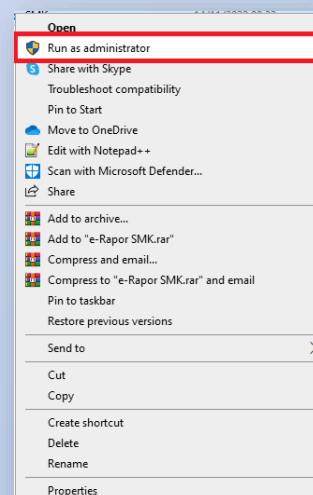 Open
Run as administrator
Share with Skype
Troubleshoot compatibility
Pin to Start
Move to OneDrive
Edit with Notepad++
Scan with Microsoft Defender...
Share
Add to archive...
Add to "e-Rapor SMK.rar"
Compress and email...
Compress to "e-Rapor SMK.rar" and email
Pin to taskbar
Restore previous versions
Send to
Cut
Copy
Create shortcut
Delete
Rename
Properties